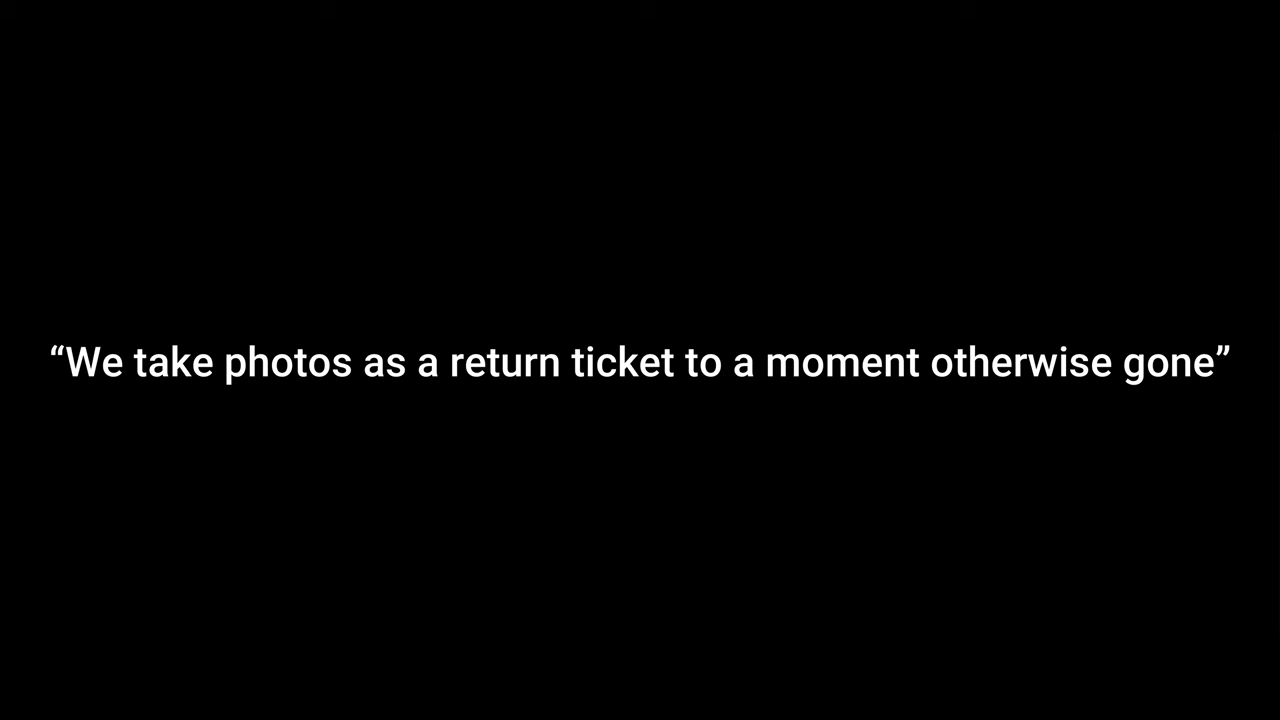 “We take photos as a return ticket to a moment otherwise gone”